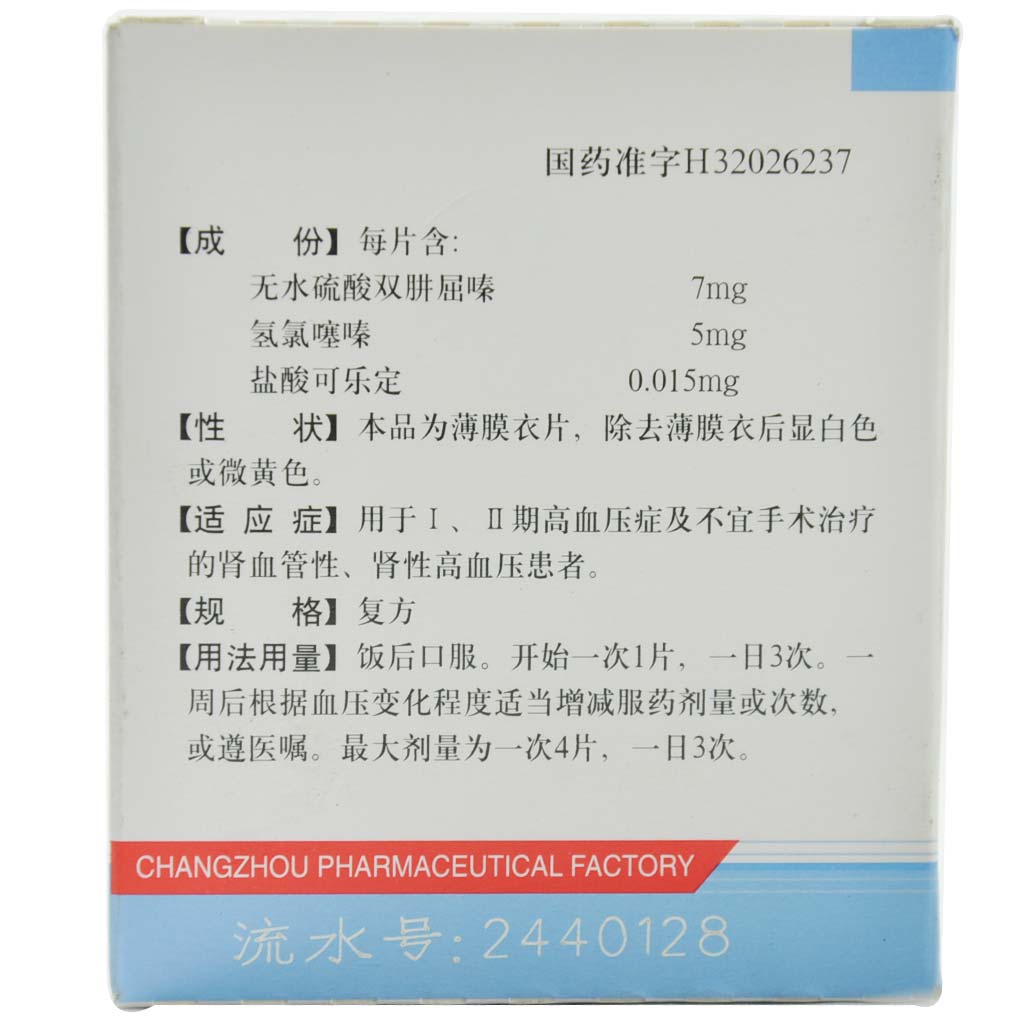 国药准字H32026237
【成 份】每片含:
无水硫酸双肼屈嗪 7mg
氢氯噻嗪 5mg
盐酸可乐定 0.015mg
【性 状】本品为薄膜衣片，除去薄膜衣后显白色
或微黄色。
【适 应 症】用于Ⅰ、Ⅱ期高血压症及不宜手术治疗
的肾血管性、肾性高血压患者。
【规 格】复方
【用法用量】饭后口服。开始一次1片，一日3次。一
周后根据血压变化程度适当增减服药剂量或次数,
或遵医嘱。最大剂量为一次4片，一日3次。
CHANGZHOU PHARMACEUTICAL FACTORY
流水号:2440128